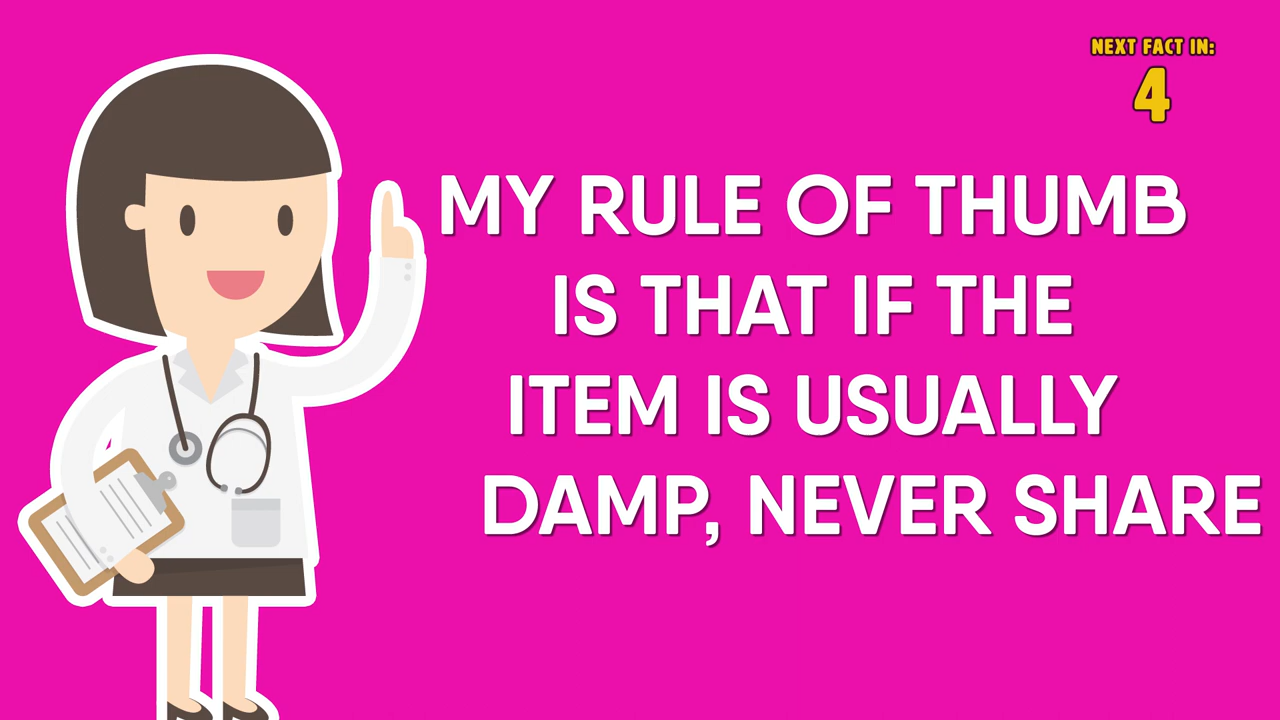 NEXT FACT IN:
4
MY RULE OF THUMB
IS THAT IF THE
ITEM IS USUALLY
DAMP, NEVER SHARE